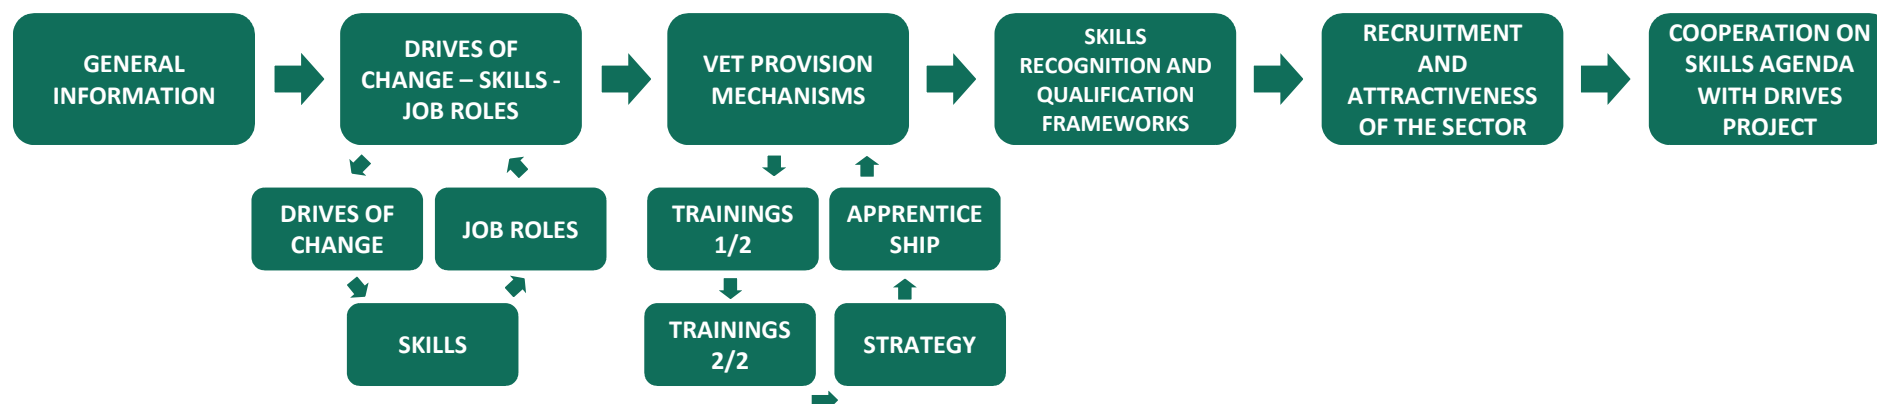 GENERAL
INFORMATION
DRIVES OF
CHANGE – SKILLS -
JOB ROLES
VET PROVISION
MECHANISMS
SKILLS
RECOGNITION AND
QUALIFICATION
FRAMEWORKS
RECRUITMENT
AND
ATTRACTIVENESS
OF THE SECTOR
COOPERATION ON
SKILLS AGENDA
WITH DRIVES
PROJECT
DRIVES OF
CHANGE
JOB ROLES
SKILLS
TRAININGS
1/2
APPRENTICE
SHIP
TRAININGS
2/2
STRATEGY